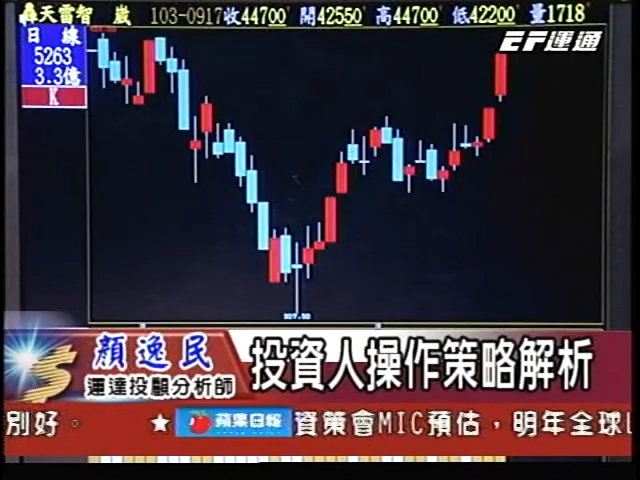 轟天雷智 崴 103-0917收44700 開42550 高44700 低42200 量1718
EF運通
日 線
5263
3.3億
K
307.50
顏逸民
運達投顧分析師
投資人操作策略解析
別好。 ★ 蘋果日報 資策會MIC預估，明年全球